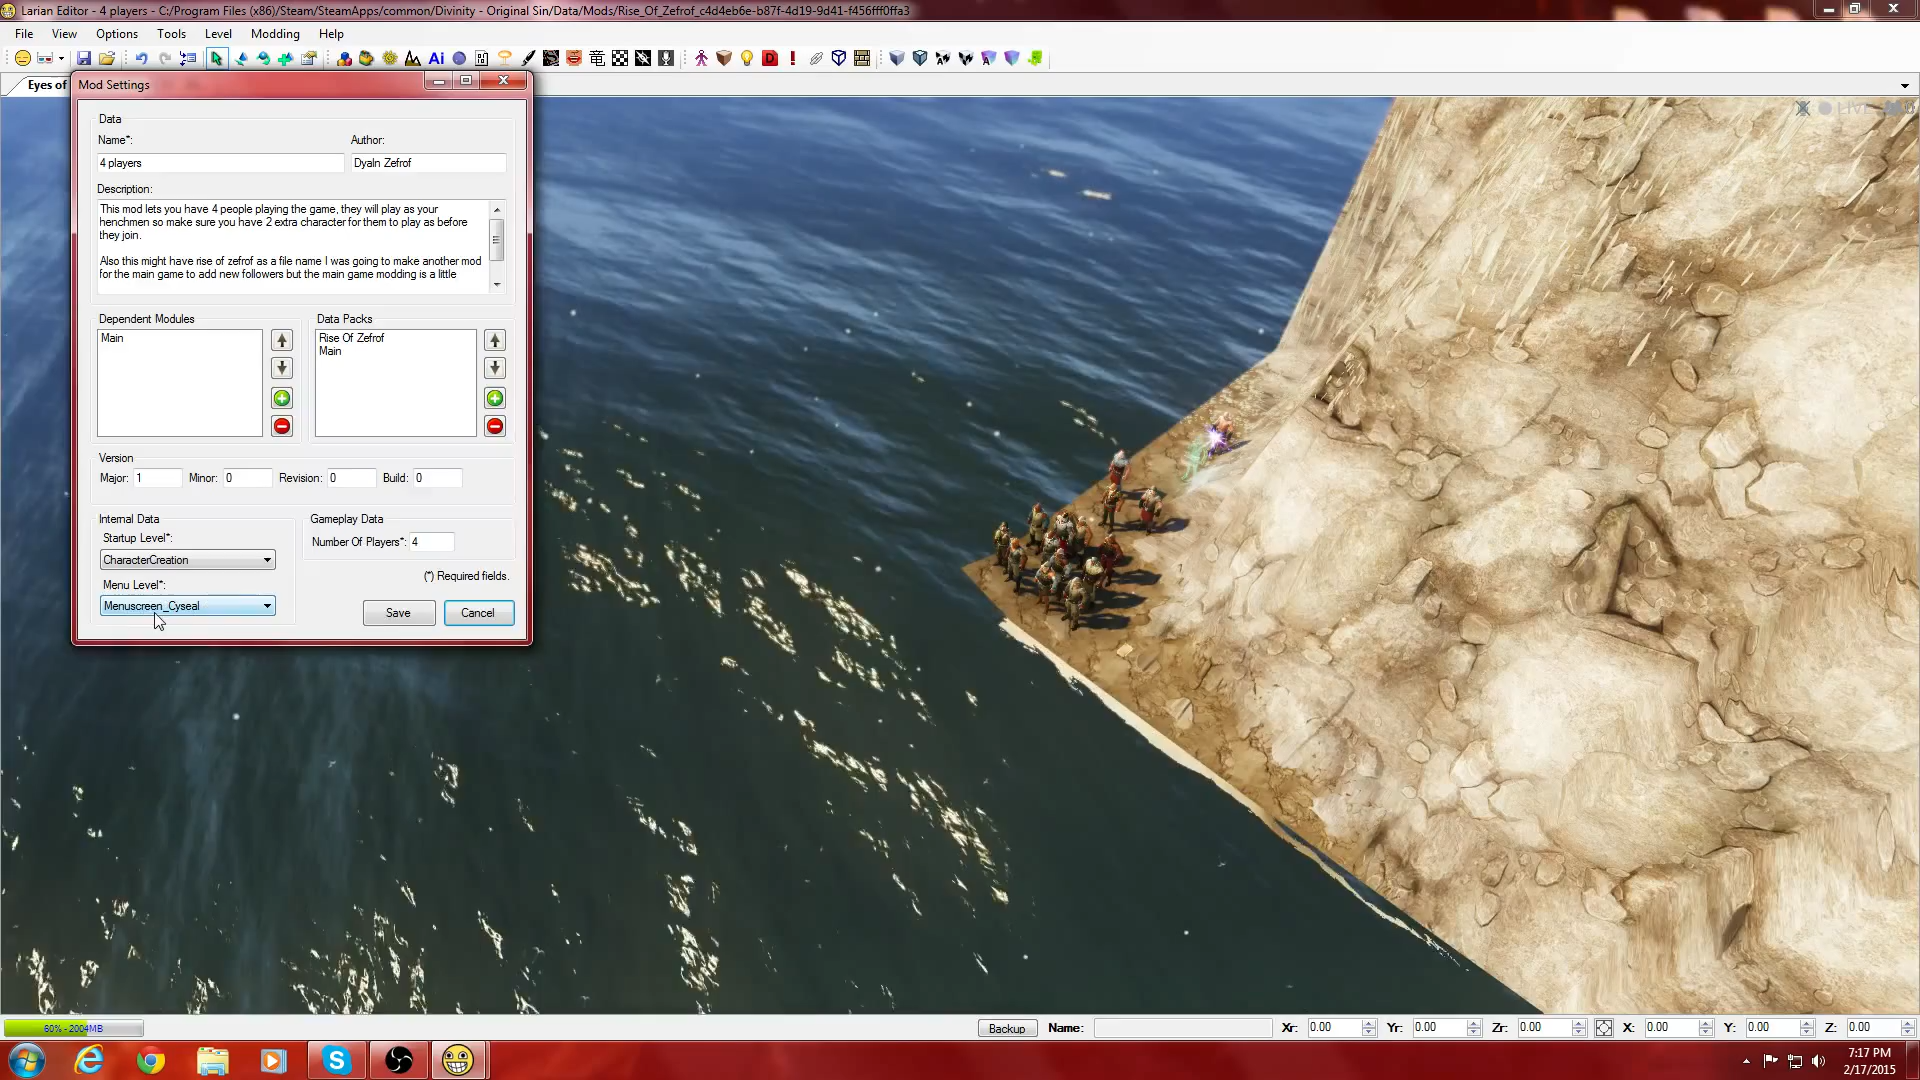 Larian Editor - 4 players - C:/Program Files (x86)/Steam/SteamApps/common/Divinity - Original Sin/Data/Mods/Rise_Of_Zefrof_c4d4eb6e-b87f-4d19-9d41-f456fff0ffa3
File View Options Tools Level Modding Help
Ai
Eyes of
Mod Settings
LIVE
Data
Name*: Author:
4 players Dyaln Zefrof
Description:
This mod lets you have 4 people playing the game, they will play as your
henchmen so make sure you have 2 extra character for them to play as before
they join.
Also this might have rise of zefrof as a file name I was going to make another mod
for the main game to add new followers but the main game modding is a little
Dependent Modules Data Packs
Main Rise Of Zefrof
Main
Version
Major: 1 Minor: 0 Revision: 0 Build: 0
Internal Data Gameplay Data
Startup Level*: Number Of Players*: 4
CharacterCreation
Menu Level*: (*) Required fields.
Menuscreen_Cyseal Save Cancel
60% - 2004MB Backup Name: Xr: 0.00 Yr: 0.00 Zr: 0.00 X: 0.00 Y: 0.00 Z: 0.00
7:17 PM
2/17/2015